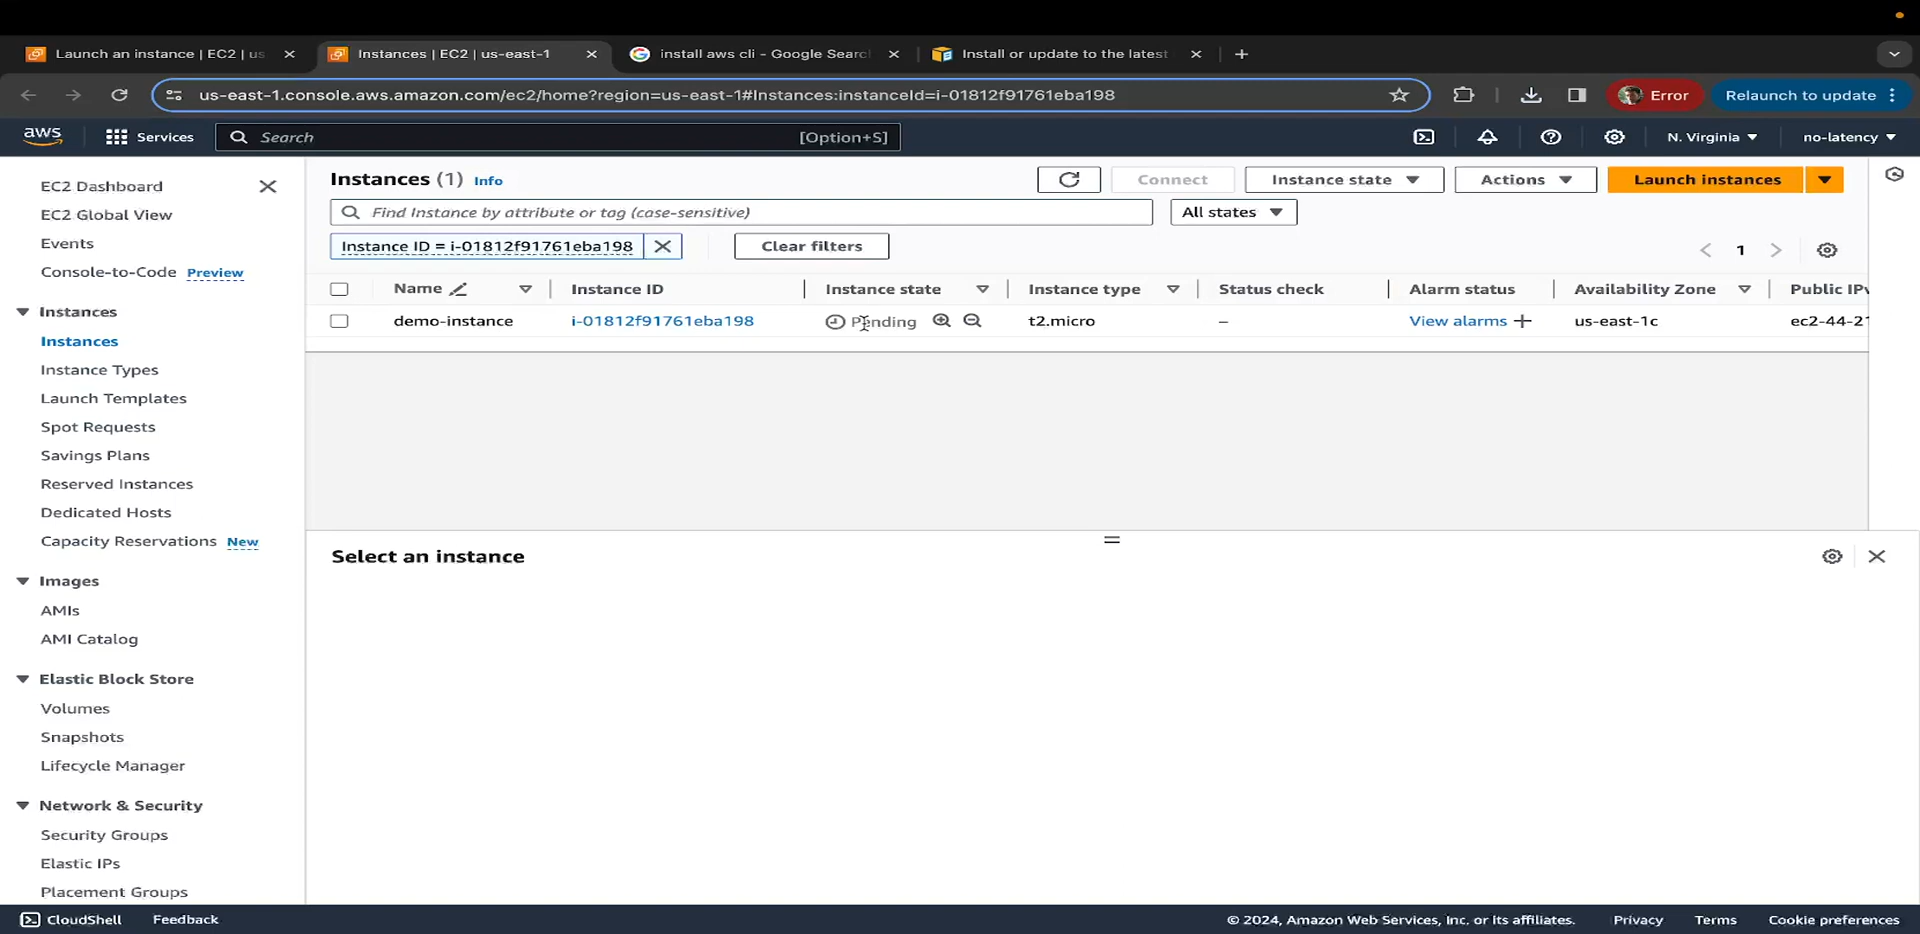 Launch an instance | EC2 | us
Instances | EC2 | us-east-1
install aws cli - Google Search
Install or update to the latest
us-east-1.console.aws.amazon.com/ec2/home?region=us-east-1#Instances:instanceId=i-01812f91761eba198
Error
Relaunch to update
aws
Services
Search
[Option+S]
N. Virginia
no-latency
EC2 Dashboard
EC2 Global View
Events
Console-to-Code Preview
Instances
Instances
Instance Types
Launch Templates
Spot Requests
Savings Plans
Reserved Instances
Dedicated Hosts
Capacity Reservations New
Images
AMIs
AMI Catalog
Elastic Block Store
Volumes
Snapshots
Lifecycle Manager
Network & Security
Security Groups
Elastic IPs
Placement Groups
Instances (1) Info
Connect
Instance state
Actions
Launch instances
Find Instance by attribute or tag (case-sensitive)
All states
Instance ID = i-01812f91761eba198
Clear filters
1
Name Instance ID Instance state Instance type Status check Alarm status Availability Zone Public IPv
demo-instance i-01812f91761eba198 Pending t2.micro – View alarms + us-east-1c ec2-44-21
Select an instance
CloudShell
Feedback
© 2024, Amazon Web Services, Inc. or its affiliates.
Privacy
Terms
Cookie preferences